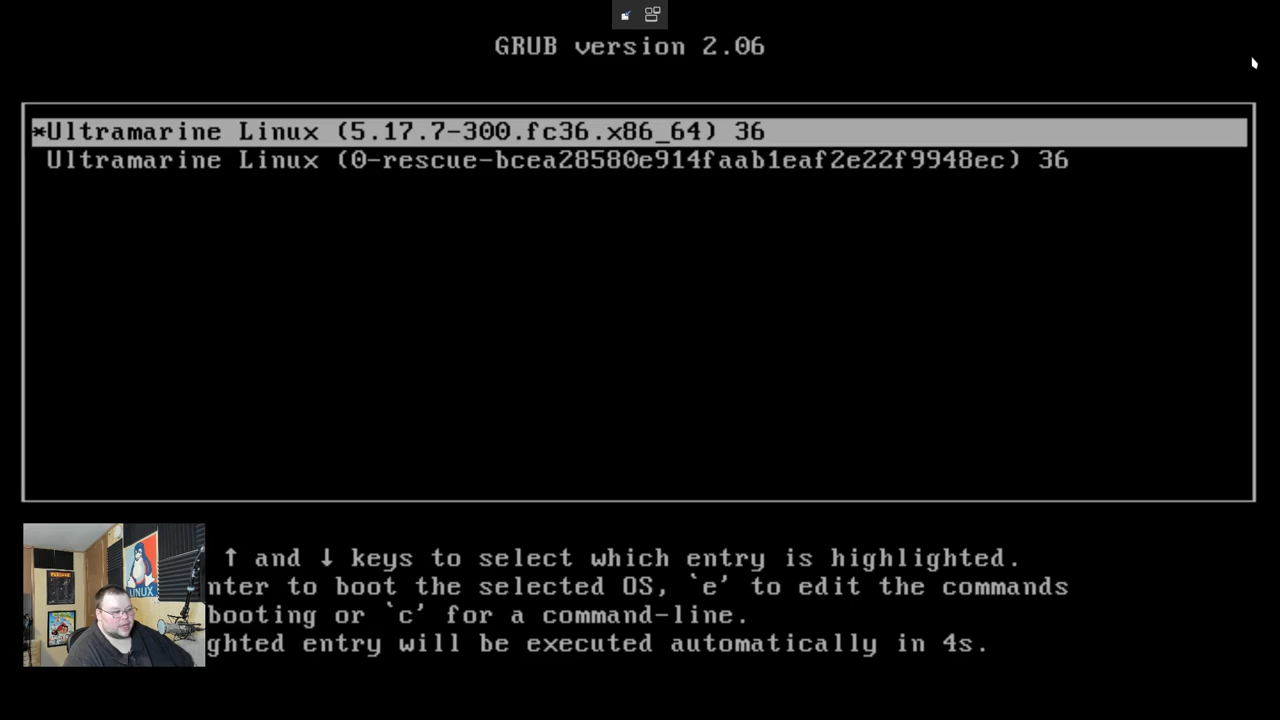 GRUB version 2.06
*Ultramarine Linux (5.17.7-300.fc36.x86_64) 36
Ultramarine Linux (0-rescue-bcea28580e914faab1eaf2e22f9948ec) 36
↑ and ↓ keys to select which entry is highlighted.
nter to boot the selected OS, `e' to edit the commands
booting or `c' for a command-line.
ghted entry will be executed automatically in 4s.
LINUX